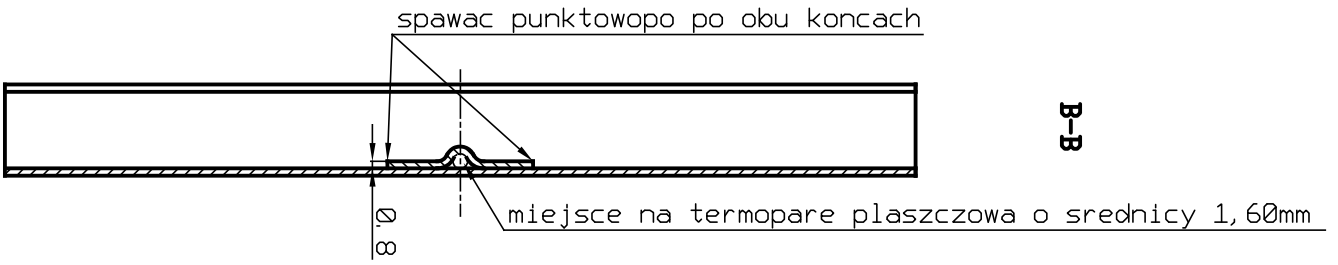 spawac punktowopo po obu koncach
B-B
miejsce na termopare plaszczowa o srednicy 1,60mm
0,8